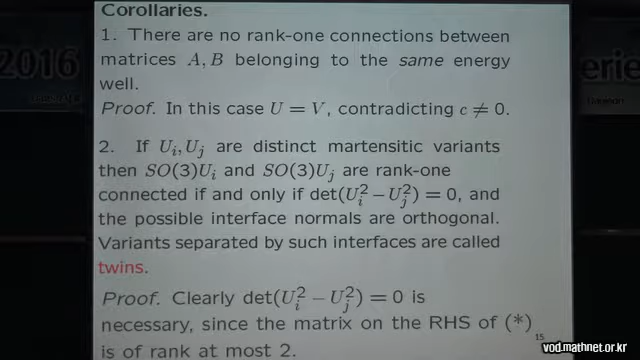 Corollaries.
1. There are no rank-one connections between
matrices A, B belonging to the same energy
well.
Proof. In this case U = V, contradicting c ≠ 0.
2. If U_i, U_j are distinct martensitic variants
then SO(3)U_i and SO(3)U_j are rank-one
connected if and only if det(U_i^2 − U_j^2) = 0, and
the possible interface normals are orthogonal.
Variants separated by such interfaces are called
twins.
Proof. Clearly det(U_i^2 − U_j^2) = 0 is
necessary, since the matrix on the RHS of (*)
is of rank at most 2.
15
2016
erie
vod.mathnet.or.kr